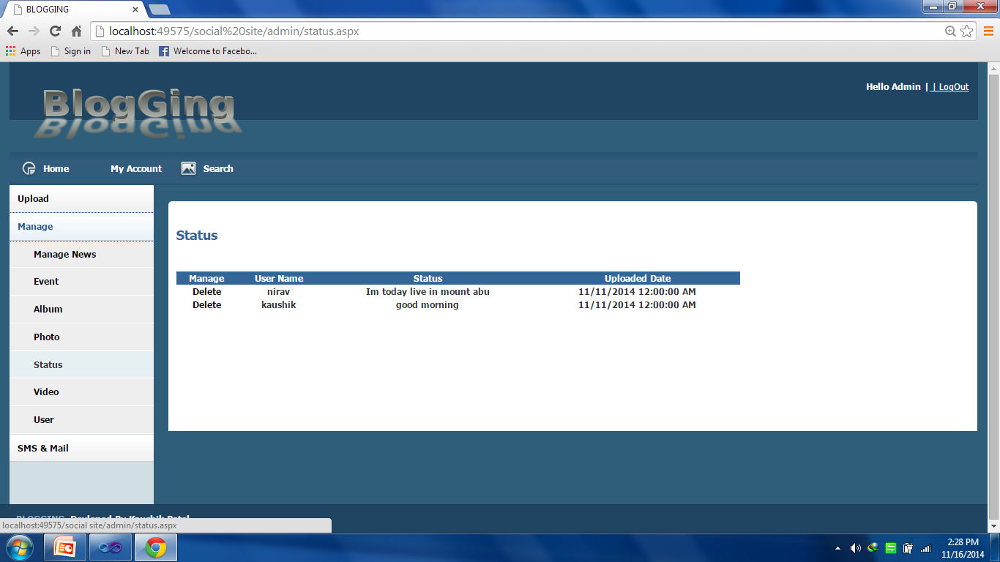 BLOGGING
localhost:49575/social%20site/admin/status.aspx
Apps Sign in New Tab Welcome to Facebo...
BlogGing
Hello Admin | | LogOut
Home My Account Search
Upload
Manage
Manage News
Event
Album
Photo
Status
Video
User
SMS & Mail
Status
Manage User Name Status Uploaded Date
Delete nirav Im today live in mount abu 11/11/2014 12:00:00 AM
Delete kaushik good morning 11/11/2014 12:00:00 AM
BLOGGING
localhost:49575/social site/admin/status.aspx
2:28 PM
11/16/2014